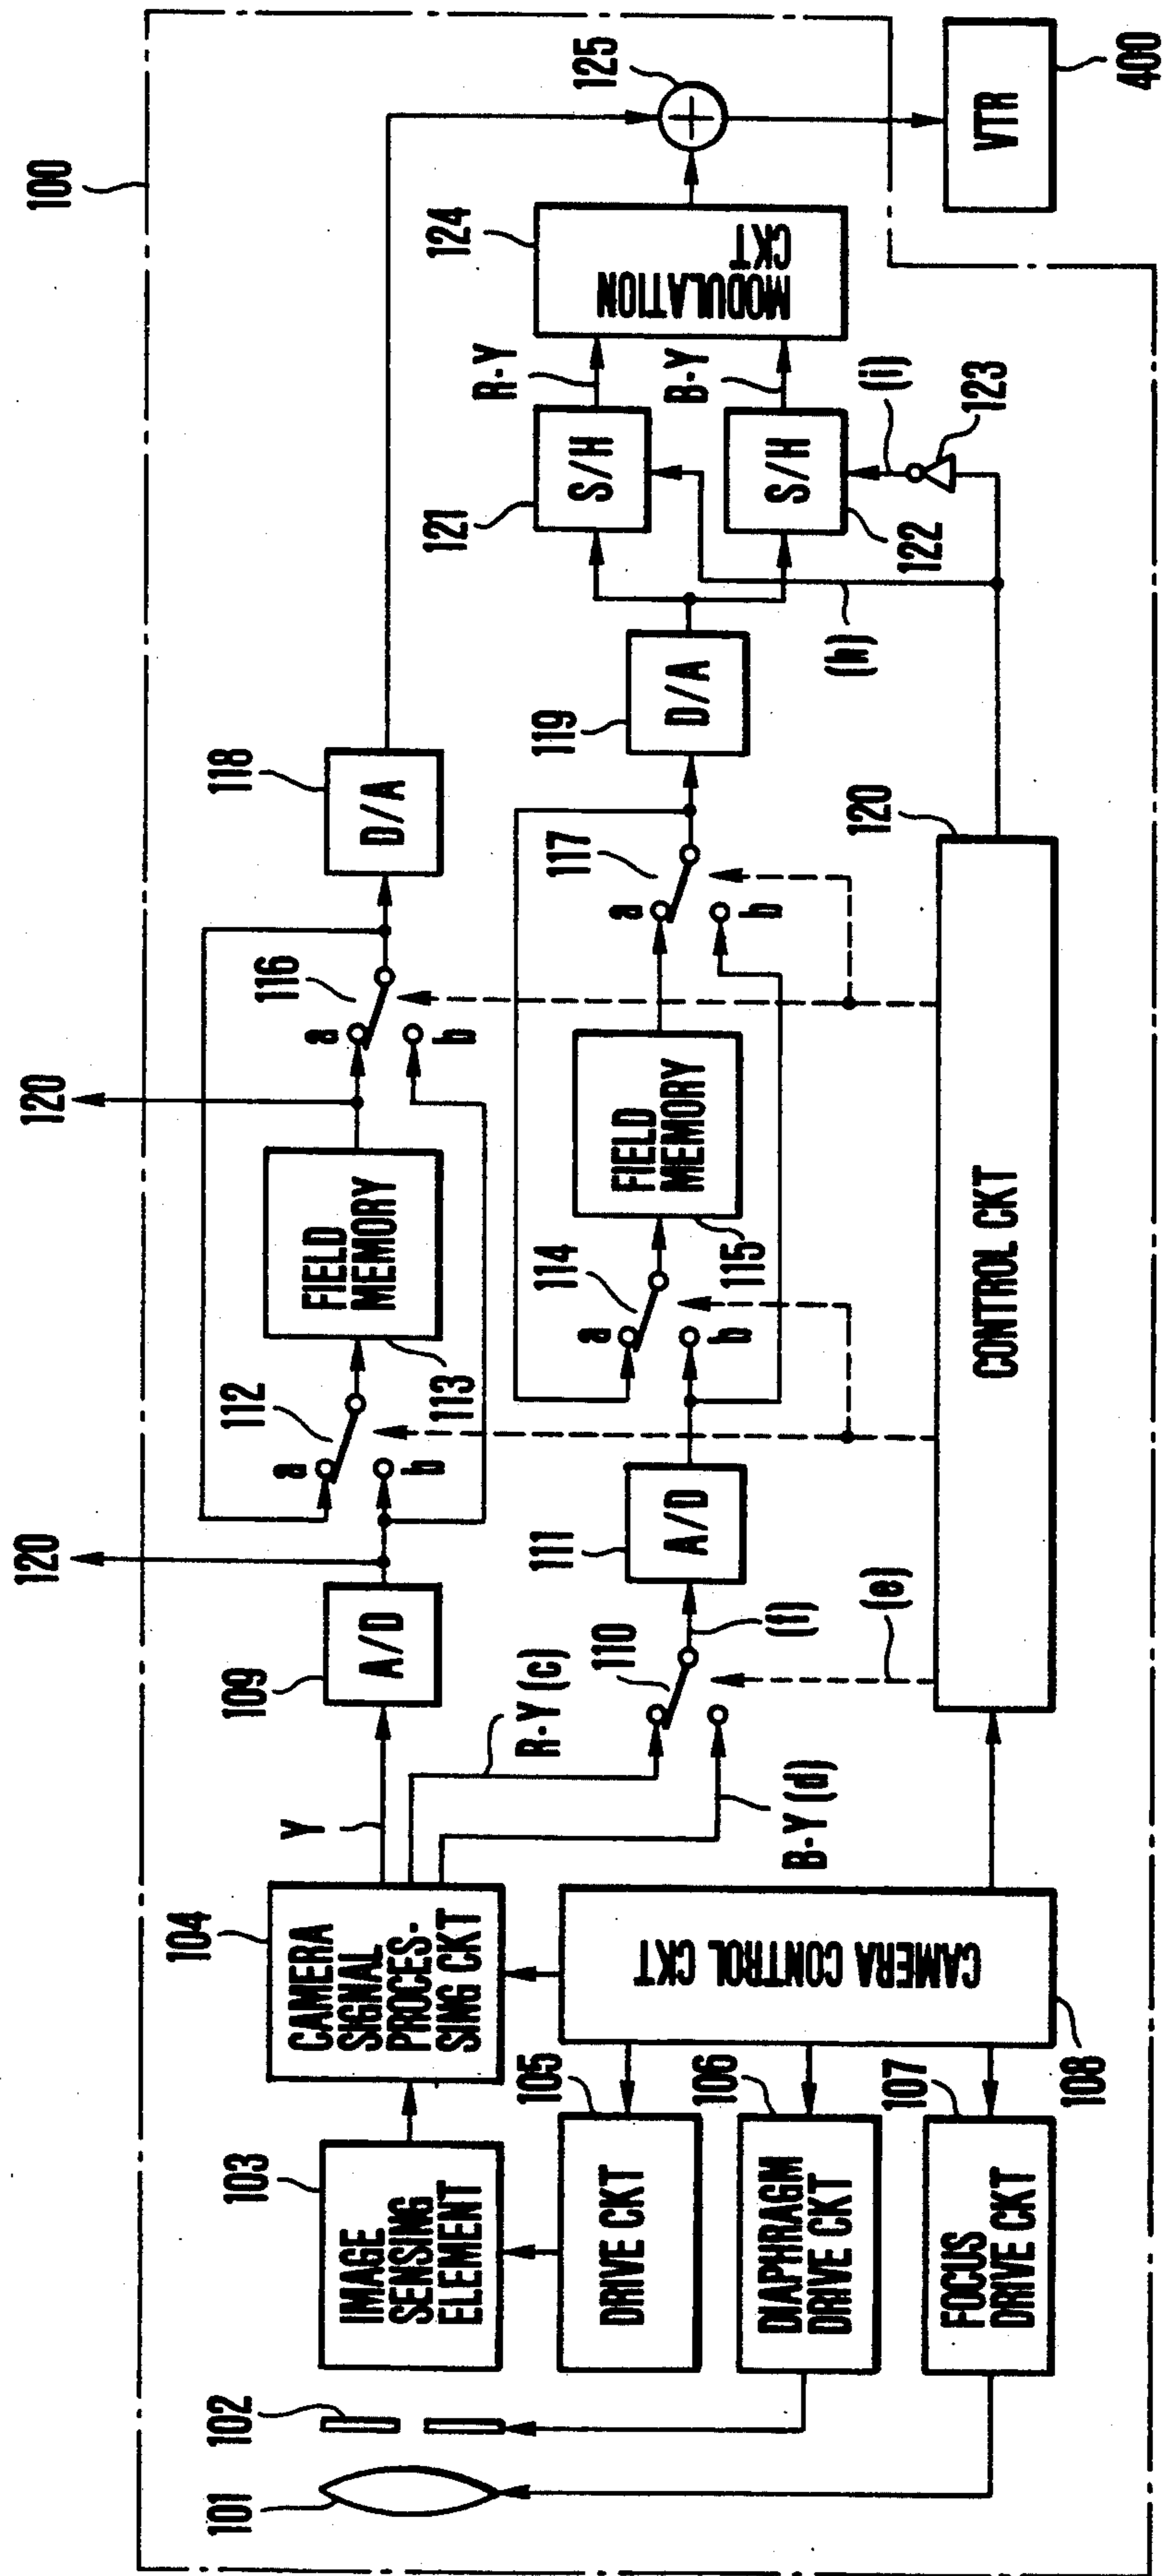 100
101
102
103
IMAGE
SENSING
ELEMENT
104
CAMERA
SIGNAL
PROCES-
SING CKT
105
DRIVE CKT
106
DIAPHRAGM
DRIVE CKT
107
FOCUS
DRIVE CKT
CAMERA CONTROL CKT
108
Y
R-Y (c)
B-Y (d)
109
A/D
120
110
(f)
(e)
111
A/D
112
a
b
FIELD
MEMORY
113
120
116
a
b
118
D/A
114
a
b
FIELD
MEMORY
115
117
a
b
119
D/A
CONTROL CKT
120
(h)
121
S/H
R-Y
S/H
122
B-Y
(i)
123
124
MODULATION
CKT
125
VTR
400